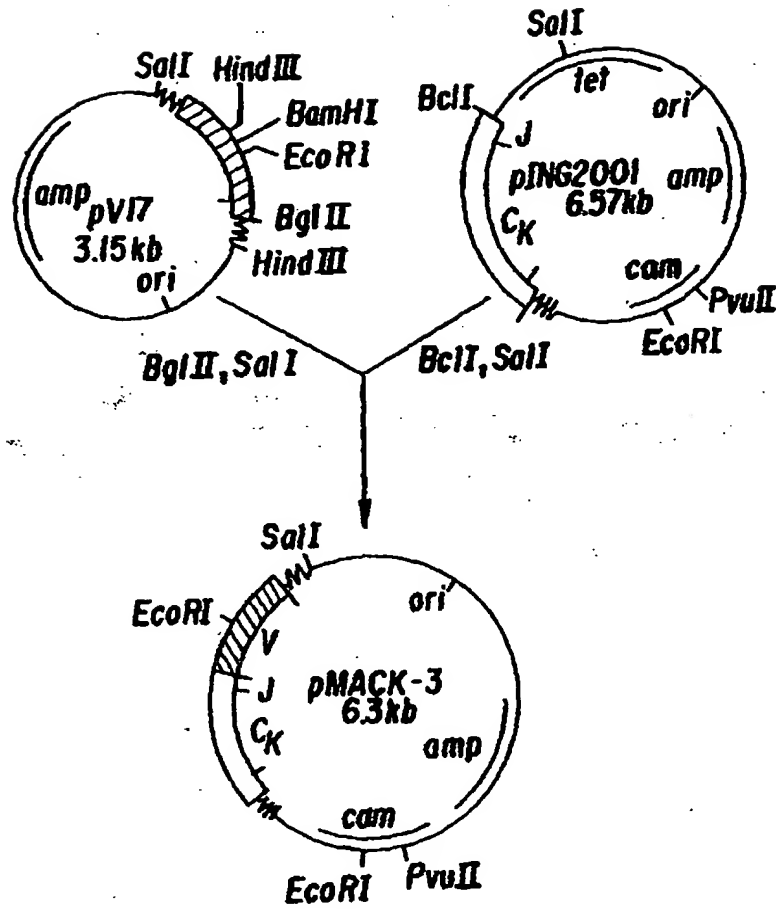 SalI
HindIII
BamHI
EcoRI
amp
pV17
3.15kb
BglII
HindIII
ori
SalI
tet
BclI
ori
J
pING2001
6.57kb
amp
CK
cam
PvuII
EcoRI
BglII, SalI
BclI, SalI
SalI
EcoRI
ori
V
J
pMACK-3
6.3kb
CK
amp
cam
EcoRI
PvuII